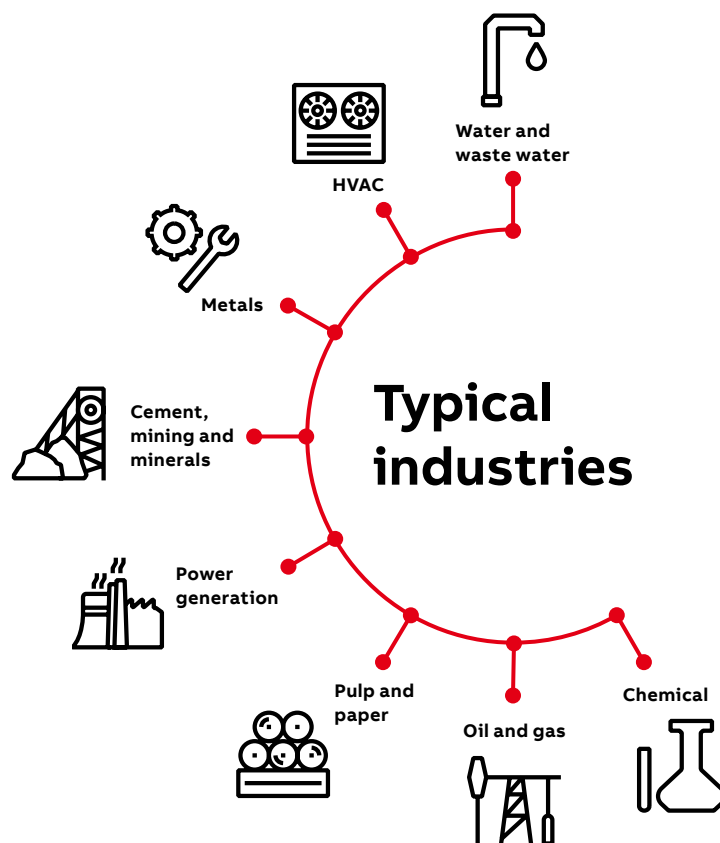 Water and
waste water
HVAC
Metals
Cement,
mining and
minerals
Typical
industries
Power
generation
Pulp and
paper
Oil and gas
Chemical